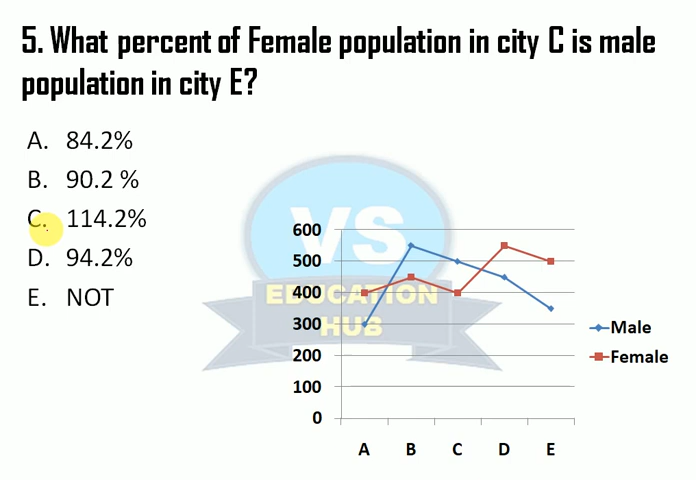 5. What percent of Female population in city C is male
population in city E?
A. 84.2%
B. 90.2 %
C. 114.2%
D. 94.2%
E. NOT
VS
EDUCATION
HUB
600
500
400
300
200
100
0
A B C D E
Male
Female